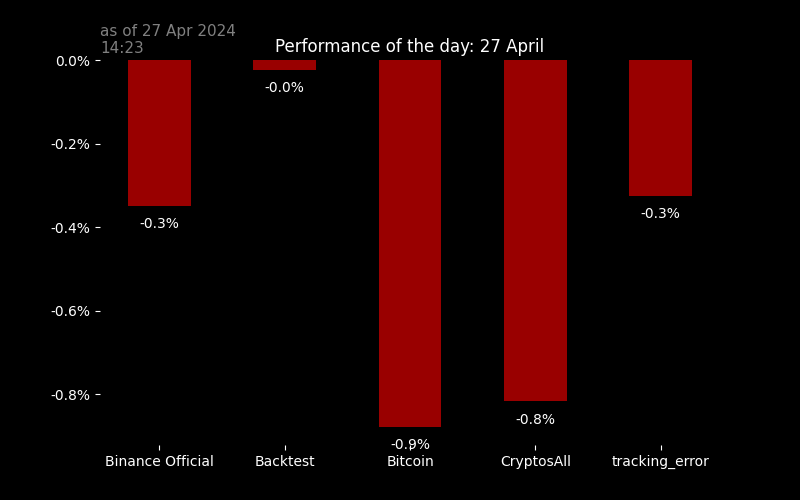 as of 27 Apr 2024
14:23
Performance of the day: 27 April
0.0%
-0.2%
-0.4%
-0.6%
-0.8%
-0.3%
-0.0%
-0.9%
-0.8%
-0.3%
Binance Official
Backtest
Bitcoin
CryptosAll
tracking_error